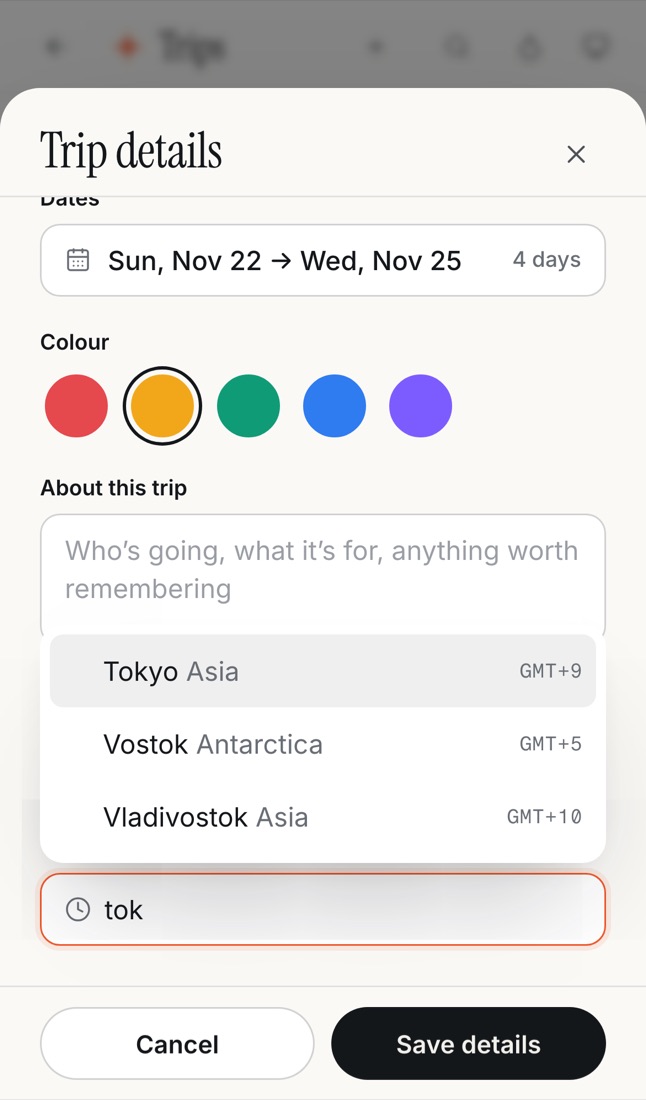 Trips
Trip details
Dates
Sun, Nov 22 → Wed, Nov 25 4 days
Colour
About this trip
Who’s going, what it’s for, anything worth
remembering
Tokyo Asia GMT+9
Vostok Antarctica GMT+5
Vladivostok Asia GMT+10
tok
Cancel Save details